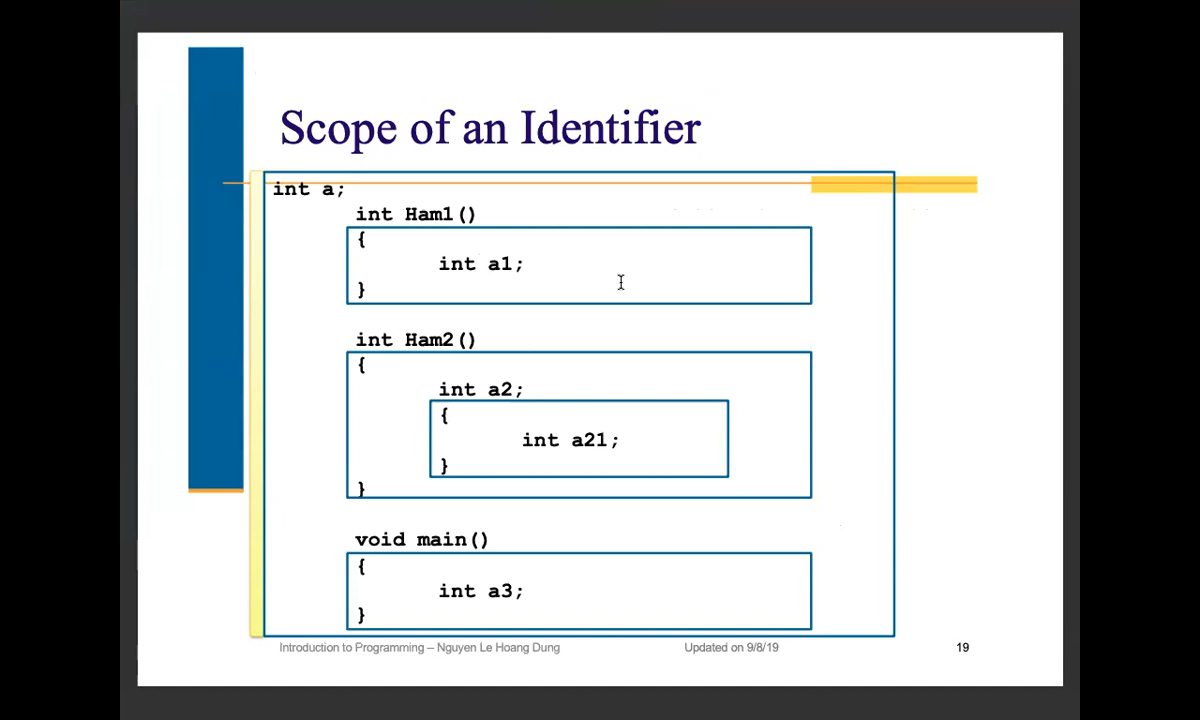 Scope of an Identifier
int a;
int Ham1()
{
int a1;
}
int Ham2()
{
int a2;
{
int a21;
}
}
void main()
{
int a3;
}
Introduction to Programming – Nguyen Le Hoang Dung
Updated on 9/8/19
19